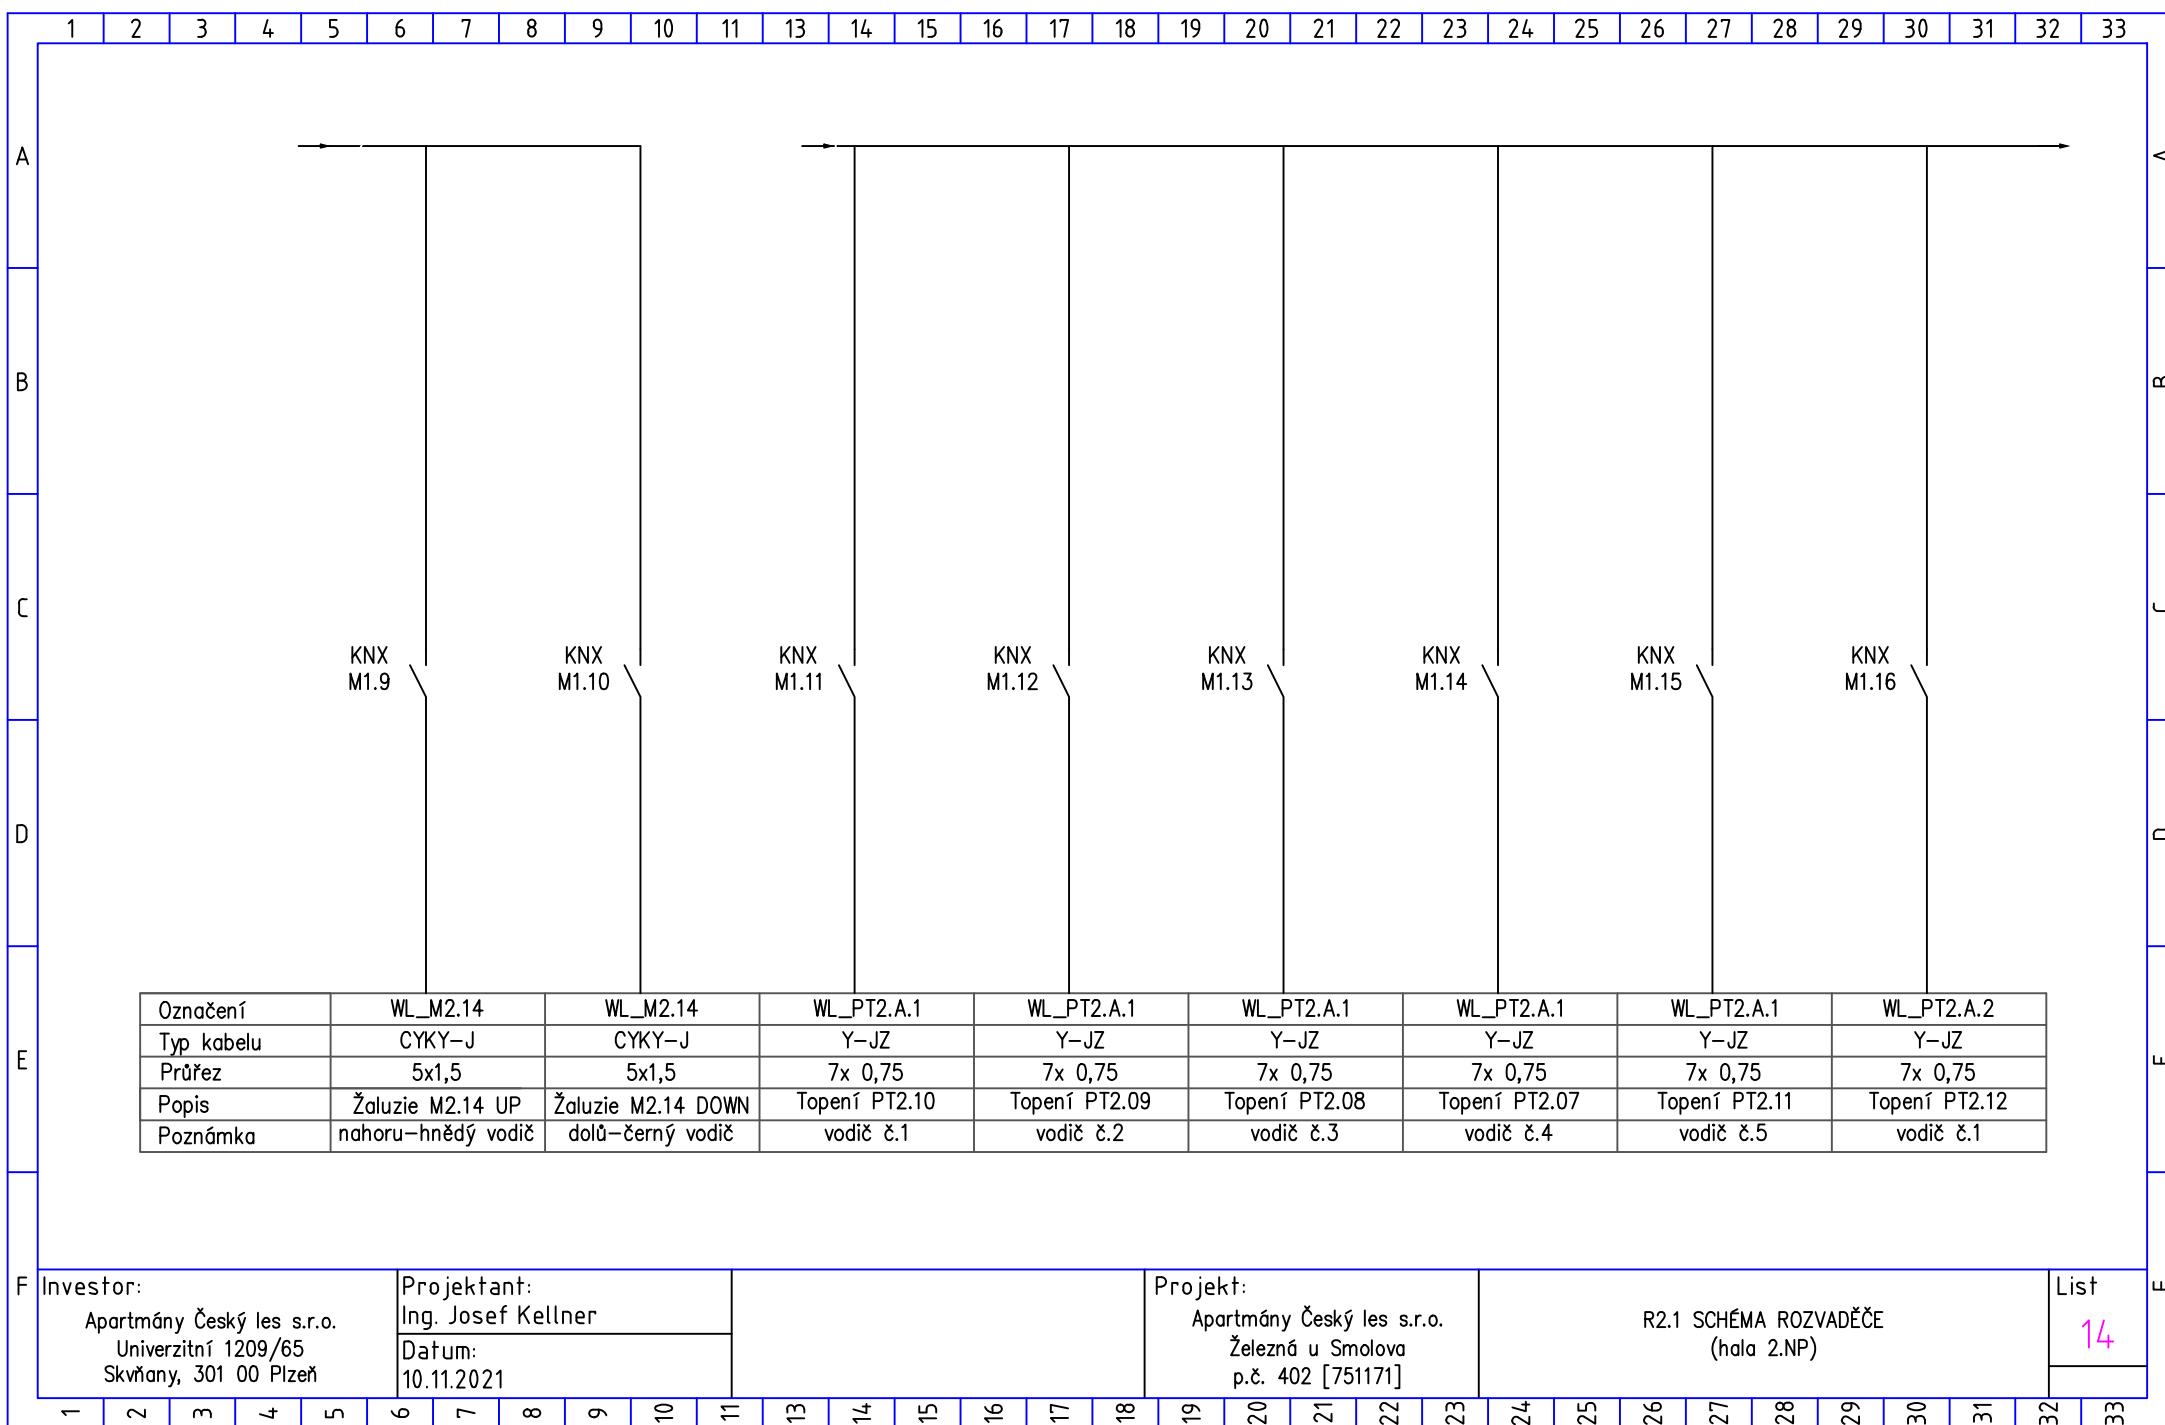 1 2 3 4 5 6 7 8 9 10 11 13 14 15 16 17 18 19 20 21 22 23 24 25 26 27 28 29 30 31 32 33
A A
B B
C C
KNX KNX KNX KNX KNX KNX KNX KNX
M1.9 M1.10 M1.11 M1.12 M1.13 M1.14 M1.15 M1.16
D D
Označení WL_M2.14 WL_M2.14 WL_PT2.A.1 WL_PT2.A.1 WL_PT2.A.1 WL_PT2.A.1 WL_PT2.A.1 WL_PT2.A.2
Typ kabelu CYKY-J CYKY-J Y-JZ Y-JZ Y-JZ Y-JZ Y-JZ Y-JZ
E E
Průřez 5x1,5 5x1,5 7x 0,75 7x 0,75 7x 0,75 7x 0,75 7x 0,75 7x 0,75
Popis Žaluzie M2.14 UP Žaluzie M2.14 DOWN Topení PT2.10 Topení PT2.09 Topení PT2.08 Topení PT2.07 Topení PT2.11 Topení PT2.12
Poznámka nahoru-hnědý vodič dolů-černý vodič vodič č.1 vodič č.2 vodič č.3 vodič č.4 vodič č.5 vodič č.1
F F
Investor:
Apartmány Český les s.r.o.
Univerzitní 1209/65
Skvňany, 301 00 Plzeň
Projektant:
Ing. Josef Kellner
Datum:
10.11.2021
Projekt:
Apartmány Český les s.r.o.
Železná u Smolova
p.č. 402 [751171]
R2.1 SCHÉMA ROZVADĚČE
(hala 2.NP)
List
14
1 2 3 4 5 6 7 8 9 10 11 13 14 15 16 17 18 19 20 21 22 23 24 25 26 27 28 29 30 31 32 33